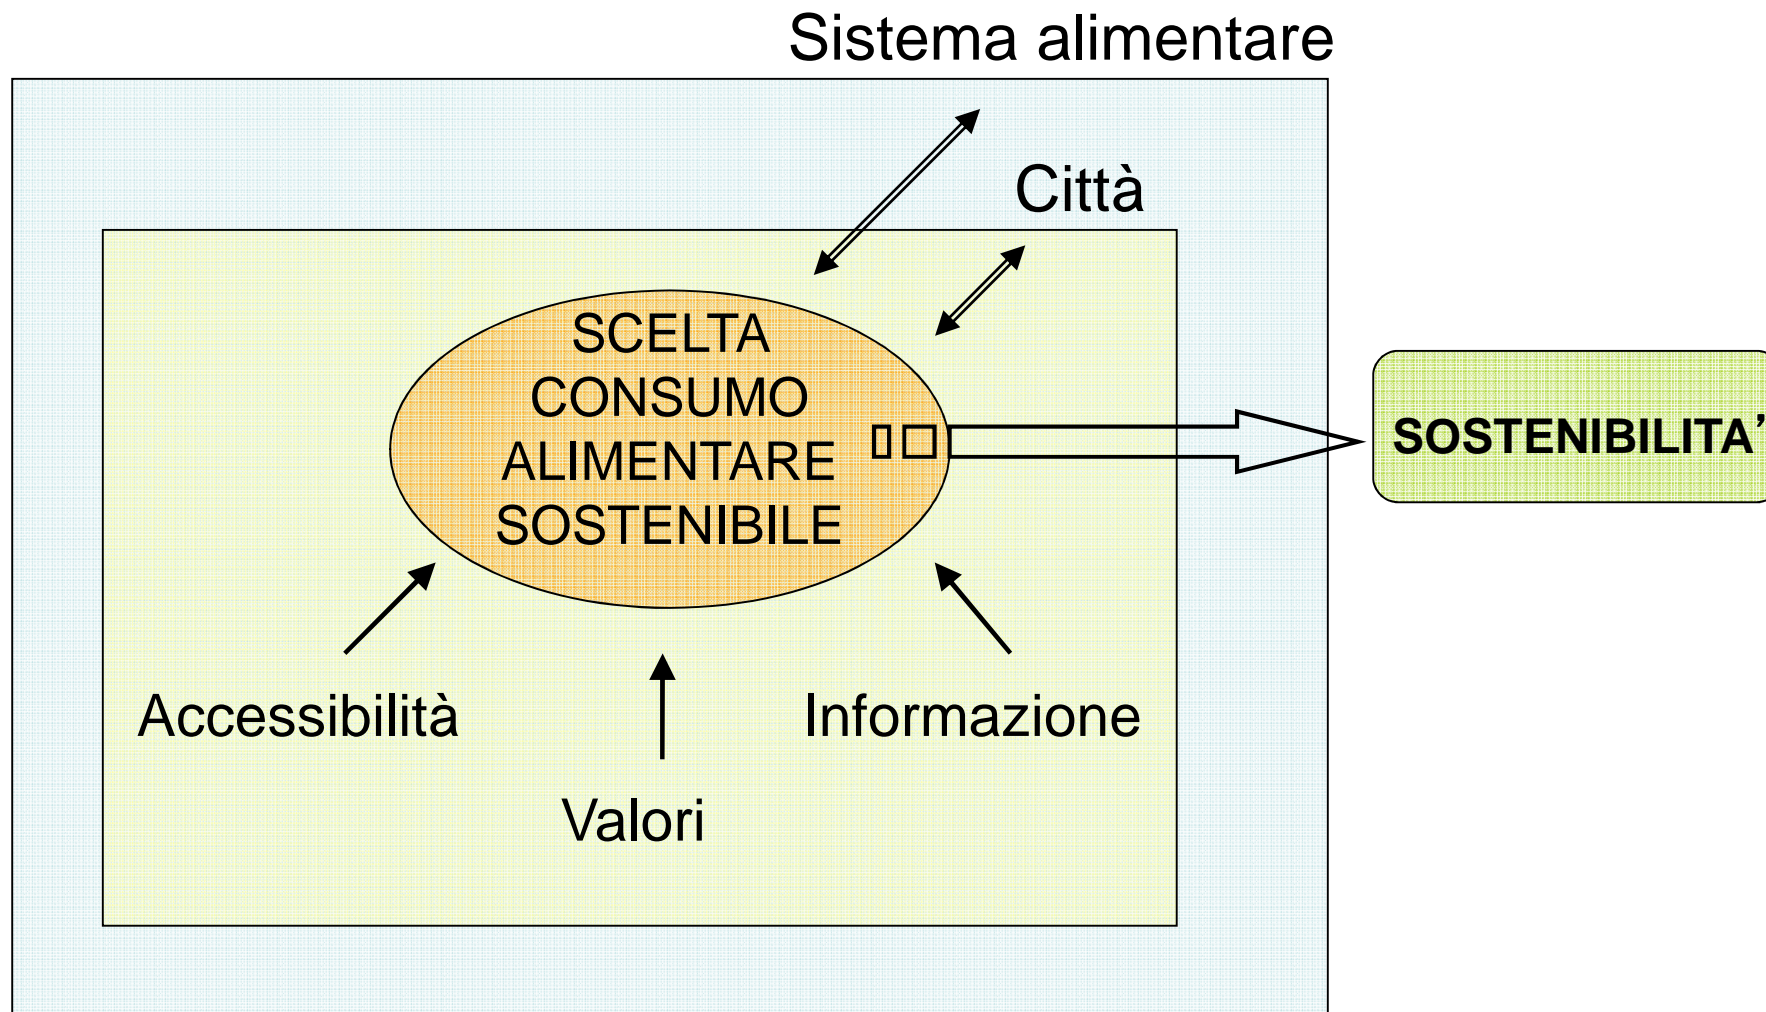 Sistema alimentare
Città
SCELTA
CONSUMO
ALIMENTARE
SOSTENIBILE
SOSTENIBILITA’
Accessibilità
Informazione
Valori